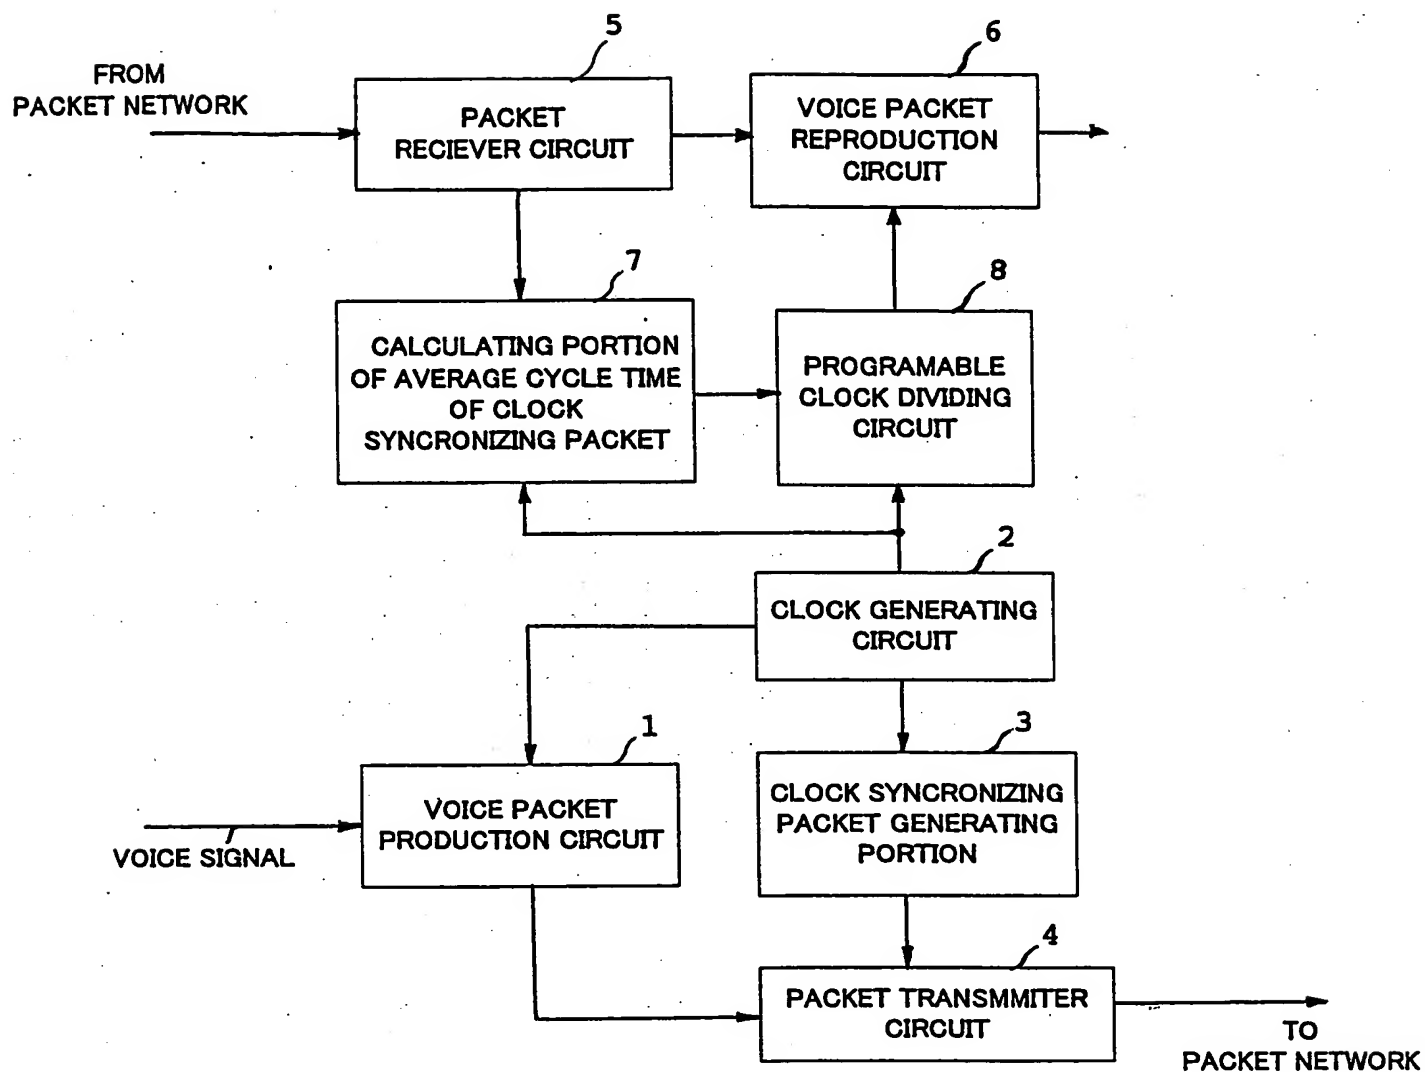 5
6
FROM
PACKET NETWORK
PACKET
RECIEVER CIRCUIT
VOICE PACKET
REPRODUCTION
CIRCUIT
7
8
CALCULATING PORTION
OF AVERAGE CYCLE TIME
OF CLOCK
SYNCRONIZING PACKET
PROGRAMABLE
CLOCK DIVIDING
CIRCUIT
2
CLOCK GENERATING
CIRCUIT
1
3
VOICE PACKET
PRODUCTION CIRCUIT
VOICE SIGNAL
CLOCK SYNCRONIZING
PACKET GENERATING
PORTION
4
PACKET TRANSMMITER
CIRCUIT
TO
PACKET NETWORK